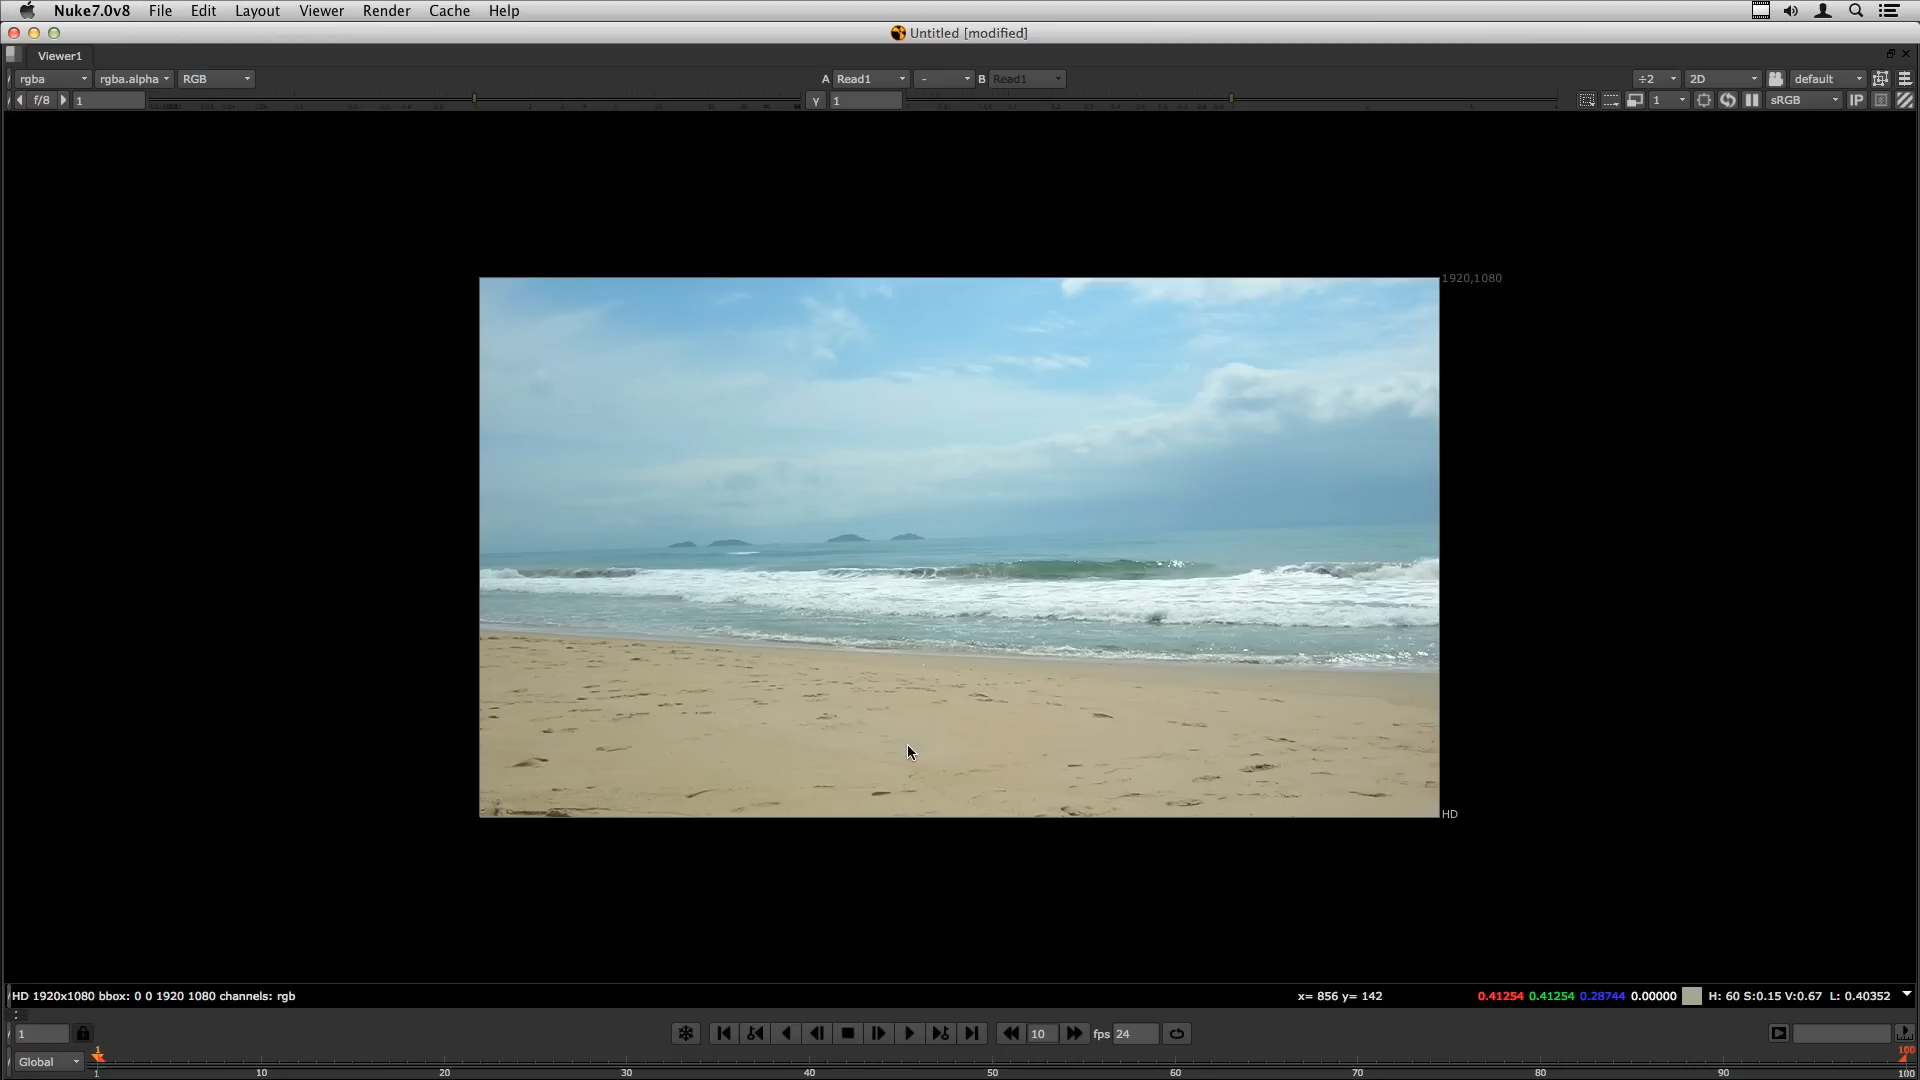 Nuke7.0v8 File Edit Layout Viewer Render Cache Help
Untitled [modified]
Viewer1
rgba rgba.alpha RGB A Read1 - B Read1 ÷2 2D default
f/8 1 Y 1 1 sRGB IP
1920,1080
HD
HD 1920x1080 bbox: 0 0 1920 1080 channels: rgb x= 856 y= 142 0.41254 0.41254 0.28744 0.00000 H: 60 S:0.15 V:0.67 L: 0.40352
1 10 fps 24
Global 1 1 10 20 30 40 50 60 70 80 90 100 100